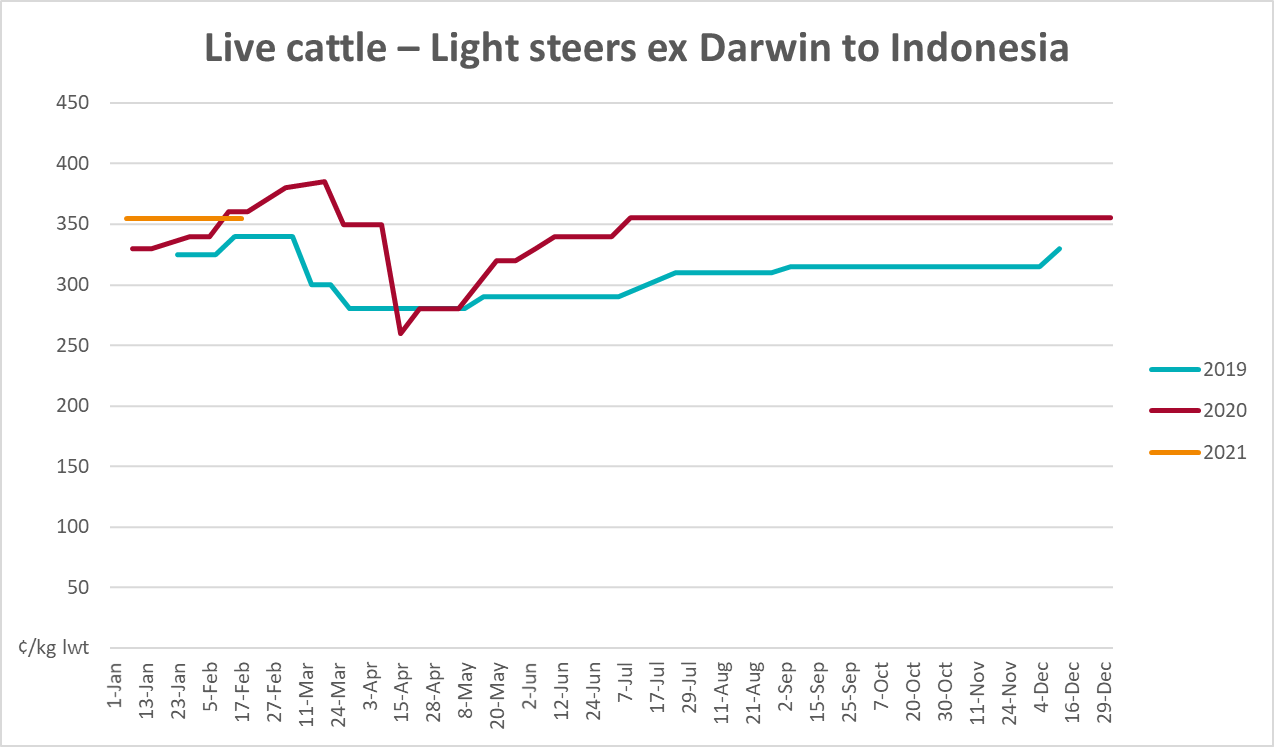 Live cattle – Light steers ex Darwin to Indonesia
450
400
350
300
250
200
150
100
50
¢/kg lwt
1-Jan
13-Jan
23-Jan
5-Feb
17-Feb
27-Feb
11-Mar
24-Mar
3-Apr
15-Apr
28-Apr
8-May
20-May
2-Jun
12-Jun
24-Jun
7-Jul
17-Jul
29-Jul
11-Aug
21-Aug
2-Sep
15-Sep
25-Sep
7-Oct
20-Oct
30-Oct
11-Nov
24-Nov
4-Dec
16-Dec
29-Dec
2019
2020
2021